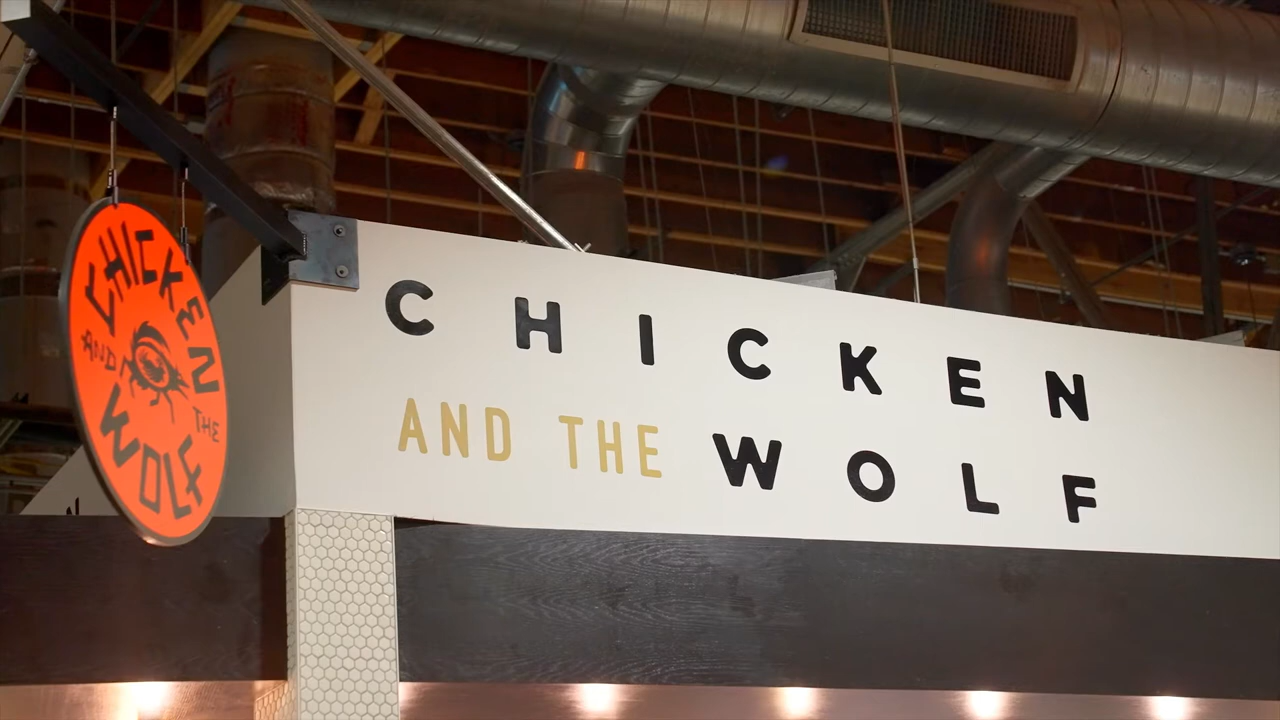 CHICKEN
AND THE
WOLF
CHICKEN
AND THE WOLF